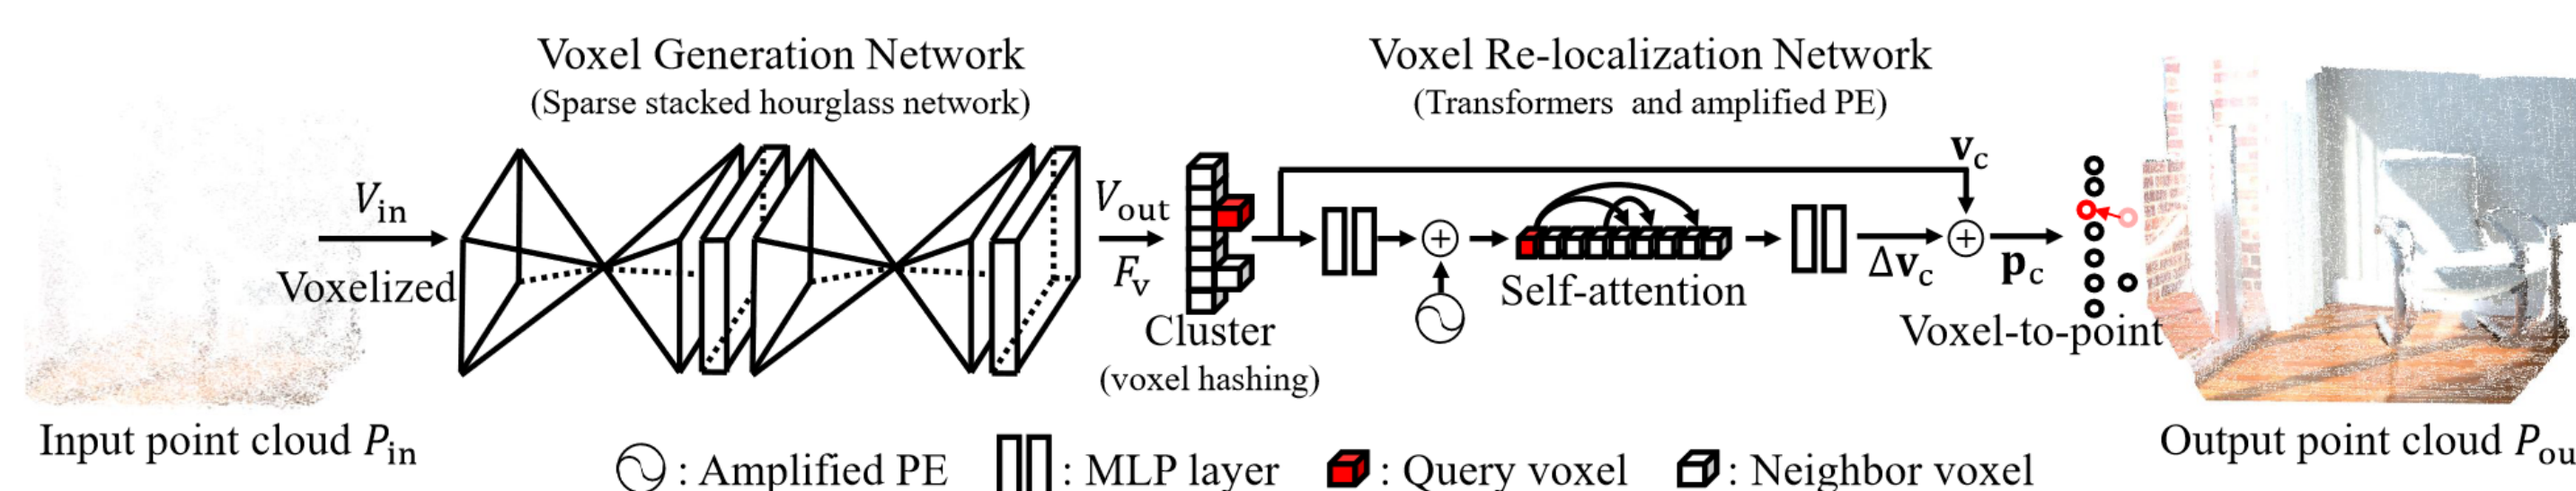 Voxel Generation Network
(Sparse stacked hourglass network)
Voxel Re-localization Network
(Transformers and amplified PE)
V_in
Voxelized
V_out
F_v
Cluster
(voxel hashing)
Self-attention
Δv_c
v_c
p_c
Voxel-to-point
Input point cloud P_in
Output point cloud P_ou
: Amplified PE
: MLP layer
: Query voxel
: Neighbor voxel